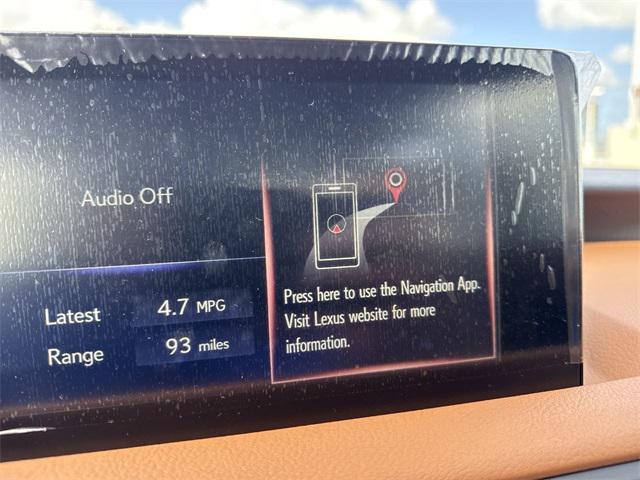 Audio Off
Latest 4.7 MPG
Range 93 miles
Press here to use the Navigation App.
Visit Lexus website for more
information.